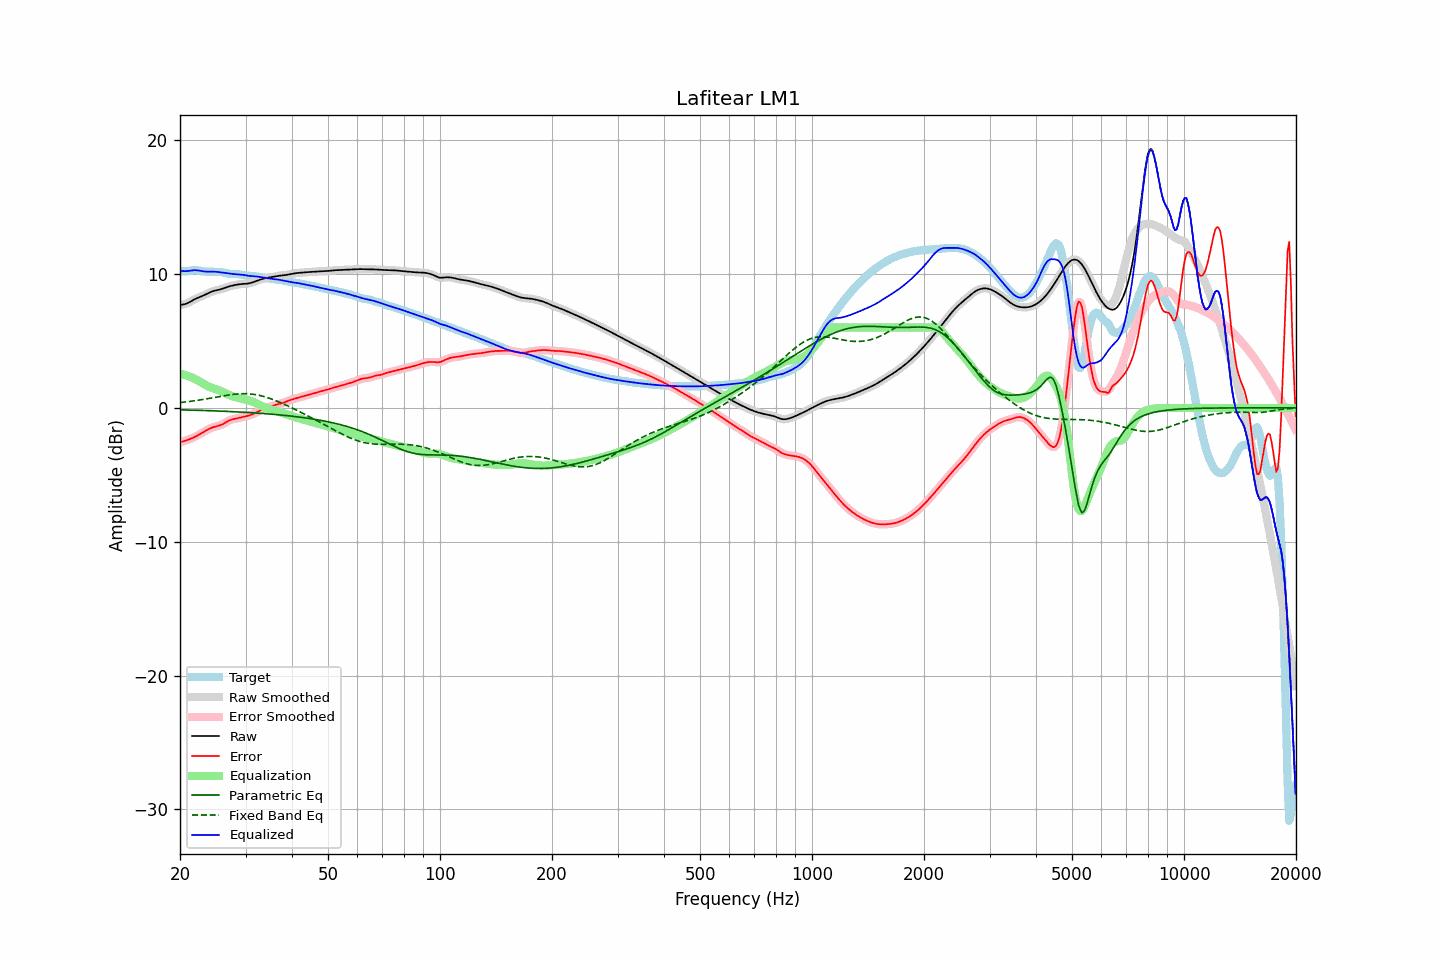 Lafitear LM1
20
10
0
−10
−20
−30
Amplitude (dBr)
Target
Raw Smoothed
Error Smoothed
Raw
Error
Equalization
Parametric Eq
Fixed Band Eq
Equalized
20 50 100 200 500 1000 2000 5000 10000 20000
Frequency (Hz)